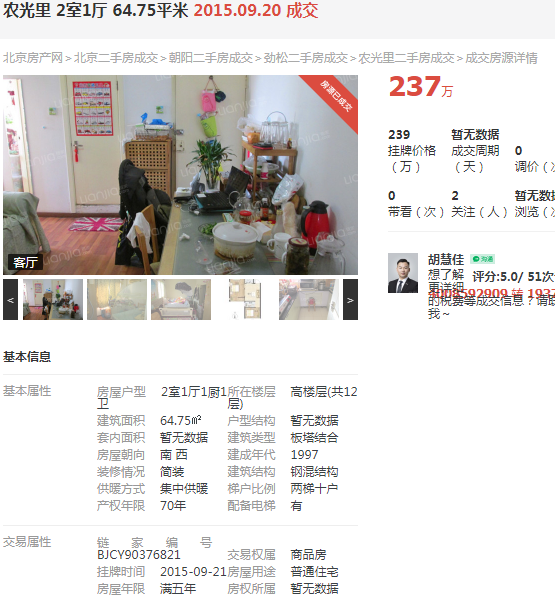 农光里 2室1厅 64.75平米 2015.09.20 成交
北京房产网>北京二手房成交>朝阳二手房成交>劲松二手房成交>农光里二手房成交>成交房源详情
房源已成交
客厅
<
>
237万
239 暂无数据
挂牌价格 成交周期 0
（万） （天） 调价（
0 2 暂无数
带看（次） 关注（人） 浏览（
胡慧佳 沟通
想了解 评分:5.0/ 51次
更详细
的税费等成交信息？请
我~
基本信息
基本属性 房屋户型 2室1厅1厨1卫 所在楼层 高楼层(共12层)
建筑面积 64.75㎡ 户型结构 暂无数据
套内面积 暂无数据 建筑类型 板塔结合
房屋朝向 南 西 建成年代 1997
装修情况 简装 建筑结构 钢混结构
供暖方式 集中供暖 梯户比例 两梯十户
产权年限 70年 配备电梯 有
交易属性 链家编号 BJCY90376821 交易权属 商品房
挂牌时间 2015-09-21 房屋用途 普通住宅
房屋年限 满五年 房权所属 暂无数据